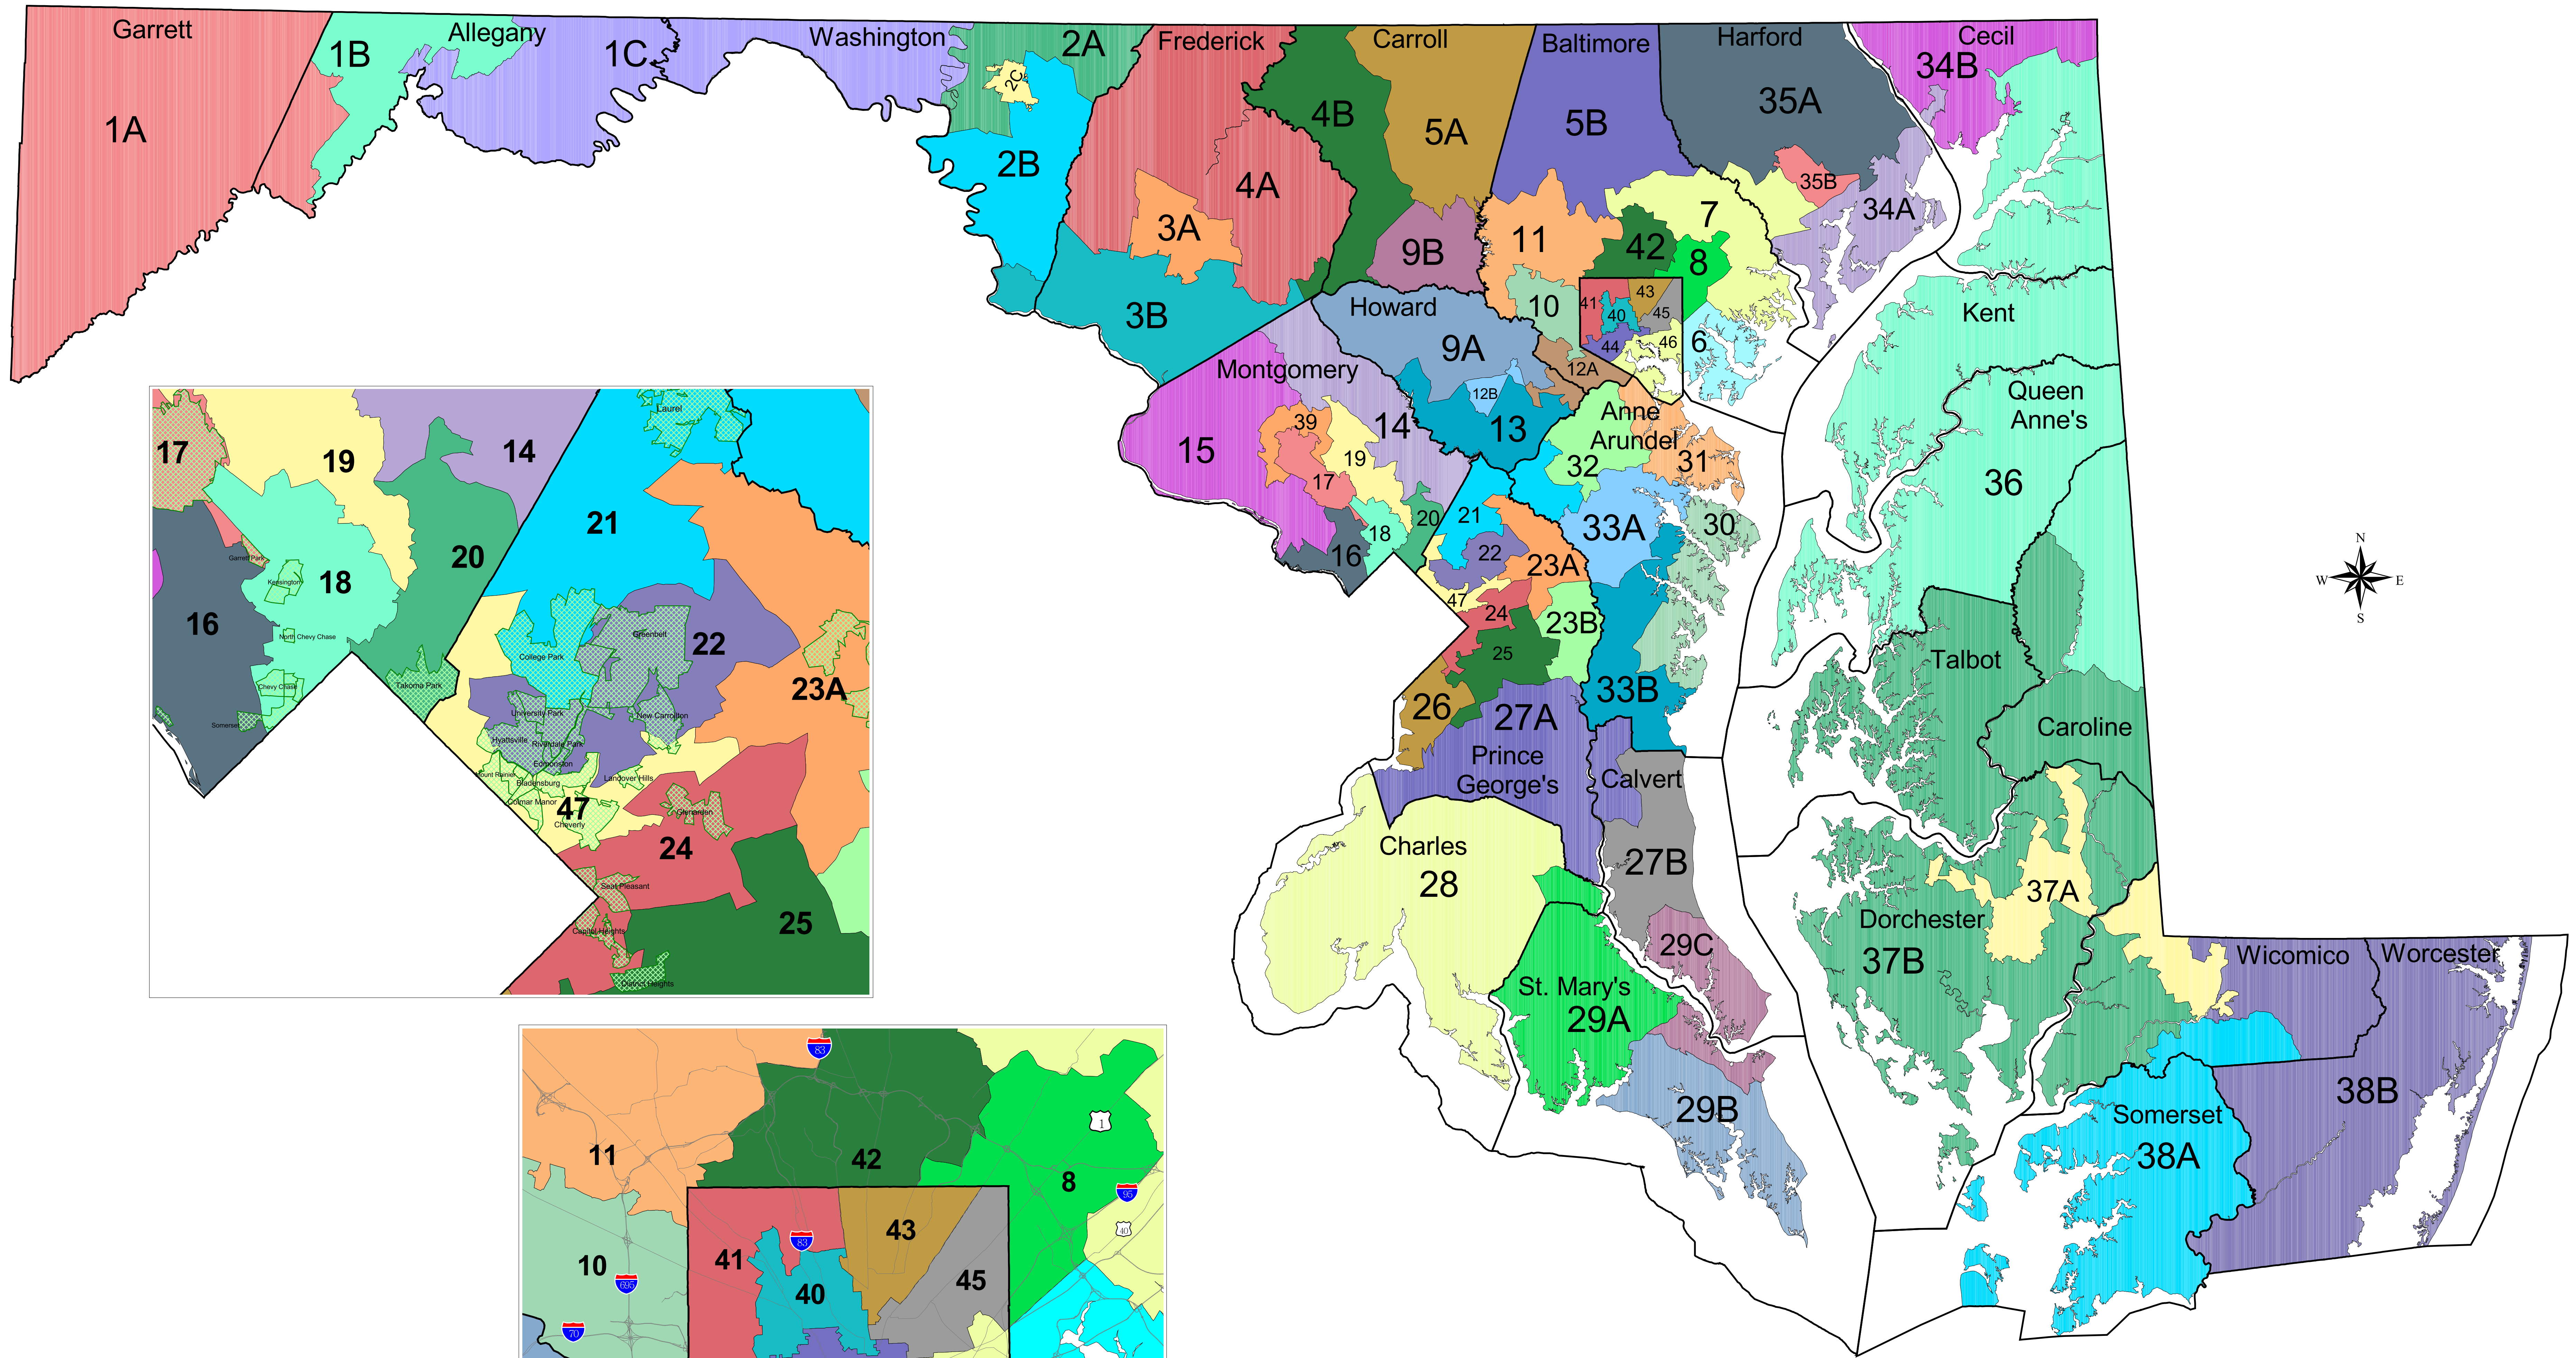 Garrett
1B
Allegany
1C
Washington
2A
Frederick
Carroll
Baltimore
Harford
Cecil
34B
1A
2C
2B
4B
5A
5B
35A
4A
3A
35B
34A
7
11
42
8
9B
3B
Howard
10
41
43
40
45
44
46
6
Kent
9A
12A
12B
Montgomery
Queen
Anne's
Anne
Arundel
39
14
13
15
19
32
31
17
36
18
20
21
33A
30
16
22
23A
47
24
23B
25
N
W
E
S
Talbot
26
27A
33B
Caroline
Prince
George's
Calvert
Charles
28
27B
37A
Dorchester
37B
29C
Wicomico
Worcester
St. Mary's
29A
29B
38B
Somerset
38A
Laurel
17
19
14
21
Garrett Park
Kensington
18
20
16
North Chevy Chase
Greenbelt
22
College Park
Chevy Chase
Takoma Park
23A
Somerset
University Park
New Carrollton
Hyattsville
Riverdale Park
Edmonston
Mount Rainier
Bladensburg
Landover Hills
Colmar Manor
47
Cheverly
Glenarden
24
Seat Pleasant
25
Capitol Heights
District Heights
83
1
11
42
8
95
40
43
83
41
10
695
40
45
70